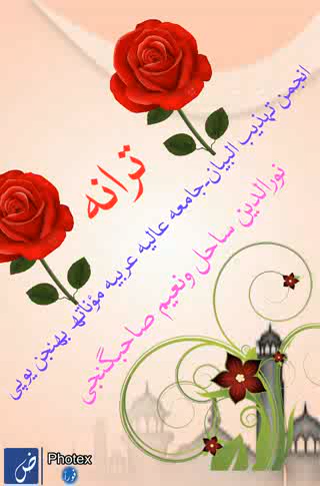 ترانہ
انجمن تہذیب البیان-جامعہ عالیہ عربیہ مؤناتھ بھنجن یوپی
نورالدین ساحل ونعیم صاحبگنجی
ض
Photex